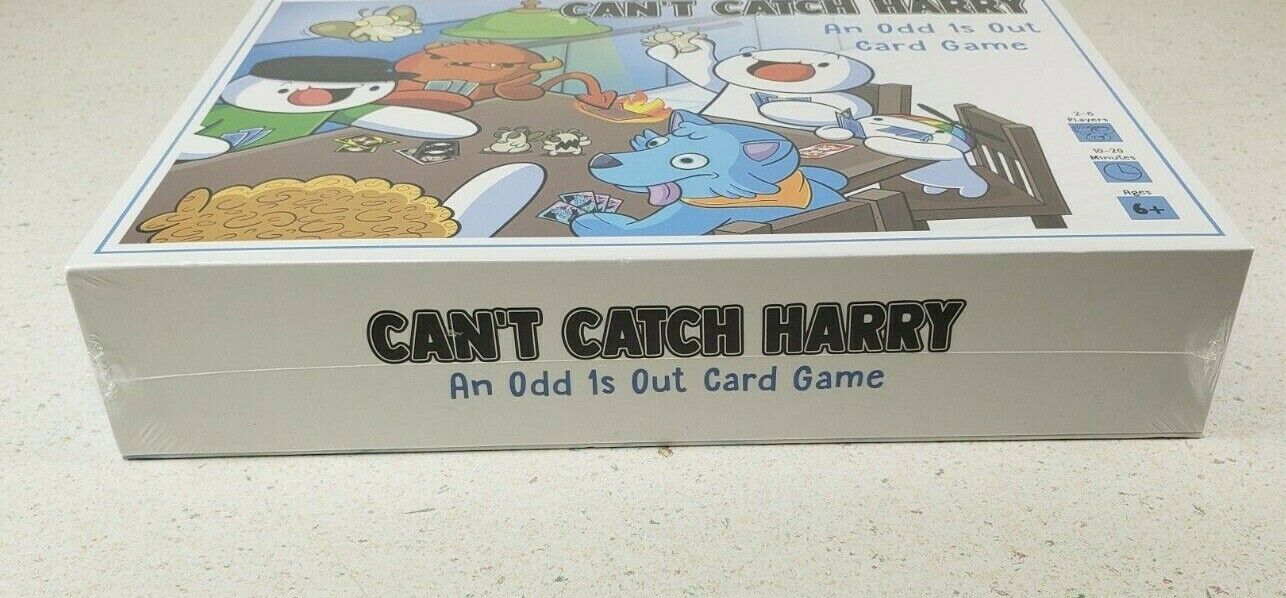 CAN'T CATCH HARRY
An Odd 1s Out
Card Game
2-6
Players
10-20
Minutes
Ages
6+
CAN'T CATCH HARRY
An Odd 1s Out Card Game